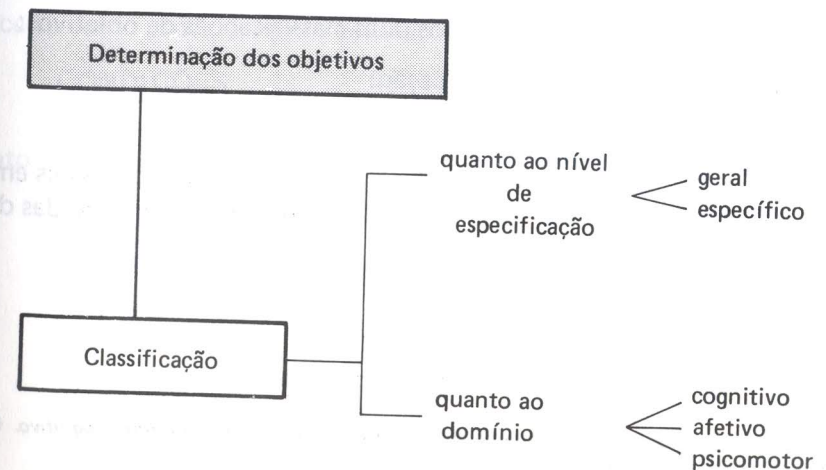 Determinação dos objetivos
quanto ao nível
de
especificação
geral
específico
Classificação
quanto ao
domínio
cognitivo
afetivo
psicomotor